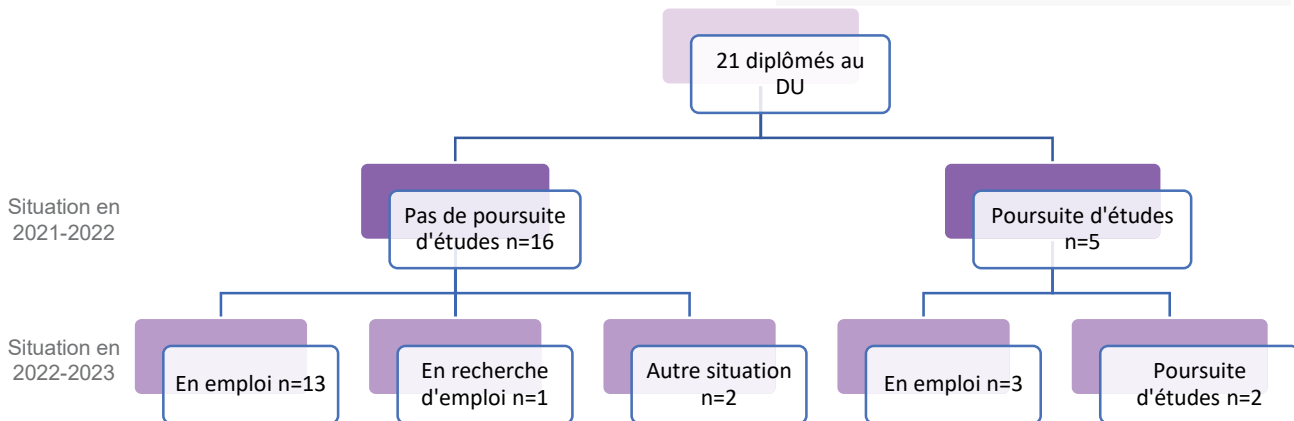 21 diplômés au
DU
Situation en
2021-2022
Pas de poursuite
d'études n=16
Poursuite d'études
n=5
Situation en
2022-2023
En emploi n=13
En recherche
d'emploi n=1
Autre situation
n=2
En emploi n=3
Poursuite
d'études n=2